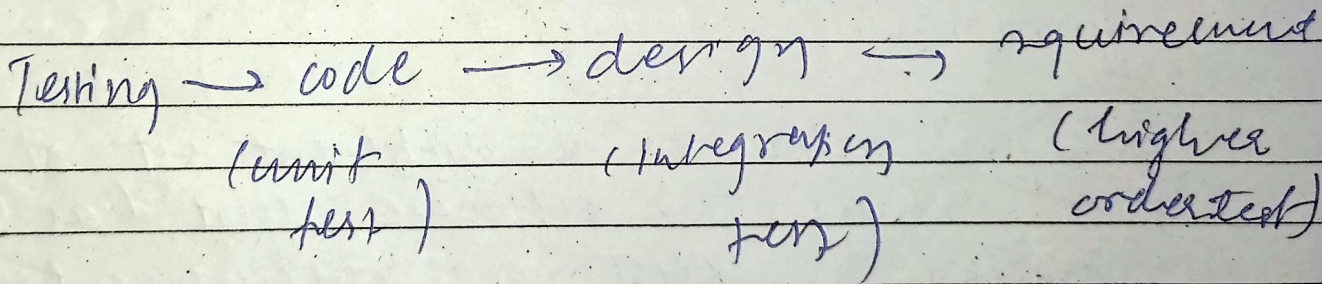 Testing → code → design → requirement
(unit (Integration (higher
test) test) order test)